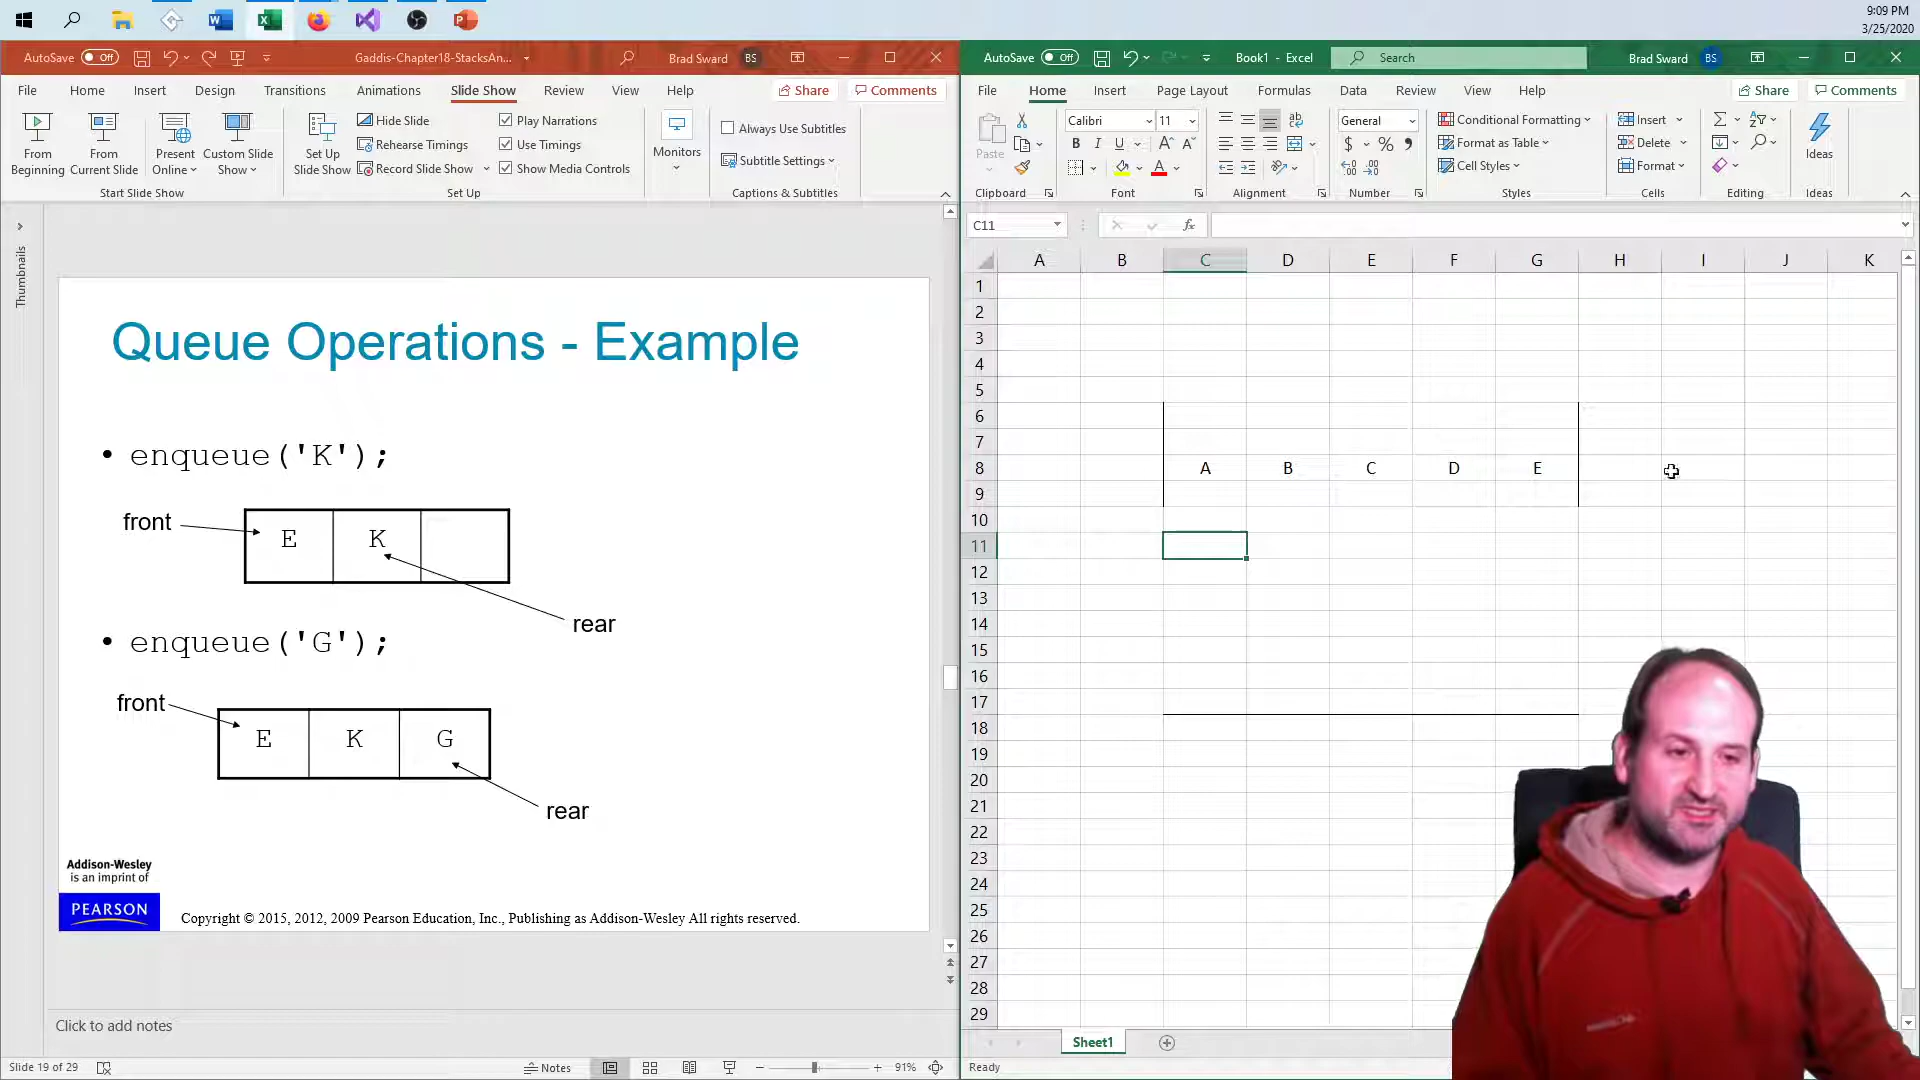 9:09 PM
3/25/2020
AutoSave Off
Gaddis-Chapter18-StacksAn...
Brad Sward BS
File Home Insert Design Transitions Animations Slide Show Review View Help Share Comments
From Beginning
From Current Slide
Present Online
Custom Slide Show
Start Slide Show
Set Up Slide Show
Hide Slide
Rehearse Timings
Record Slide Show
Play Narrations
Use Timings
Show Media Controls
Set Up
Monitors
Always Use Subtitles
Subtitle Settings
Captions & Subtitles
Thumbnails
Queue Operations - Example
• enqueue('K');
front
E K
rear
• enqueue('G');
front
E K G
rear
Addison-Wesley
is an imprint of
PEARSON
Copyright © 2015, 2012, 2009 Pearson Education, Inc., Publishing as Addison-Wesley All rights reserved.
Click to add notes
Slide 19 of 29
Notes
91%
AutoSave Off
Book1 - Excel
Search
Brad Sward BS
File Home Insert Page Layout Formulas Data Review View Help Share Comments
Paste
Clipboard
Calibri 11
B I U
Font
Alignment
General
$ % 9
Number
Conditional Formatting
Format as Table
Cell Styles
Styles
Insert
Delete
Format
Cells
Editing
Ideas
Ideas
C11
fx
A B C D E F G H I J K
1
2
3
4
5
6
7
8 A B C D E
9
10
11
12
13
14
15
16
17
18
19
20
21
22
23
24
25
26
27
28
29
Sheet1
Ready